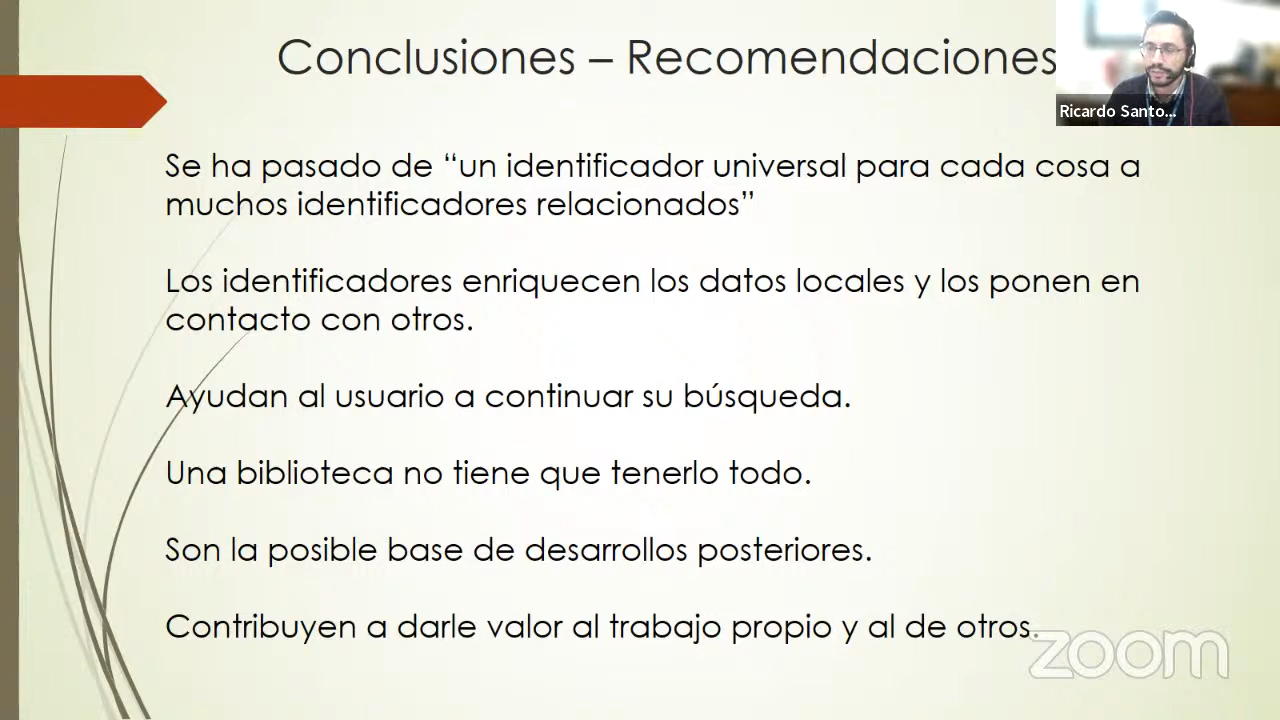 Conclusiones – Recomendaciones
Ricardo Santo...
Se ha pasado de “un identificador universal para cada cosa a
muchos identificadores relacionados”
Los identificadores enriquecen los datos locales y los ponen en
contacto con otros.
Ayudan al usuario a continuar su búsqueda.
Una biblioteca no tiene que tenerlo todo.
Son la posible base de desarrollos posteriores.
Contribuyen a darle valor al trabajo propio y al de otros.
zoom